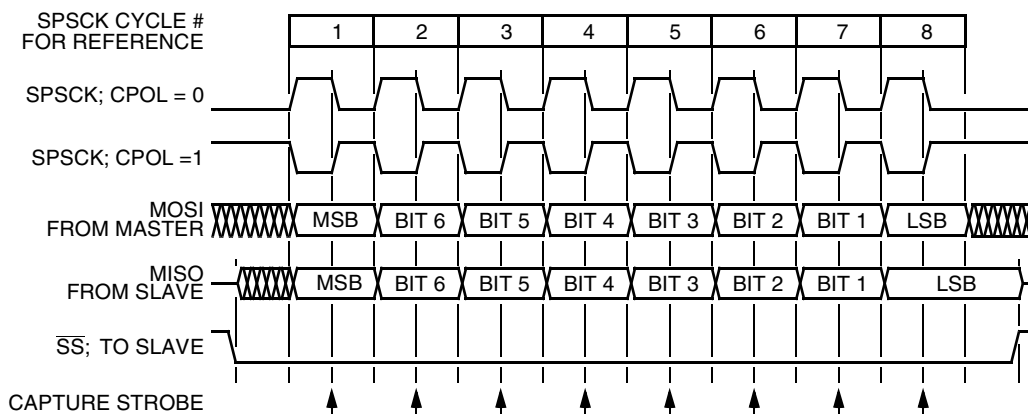 SPSCK CYCLE #
FOR REFERENCE
1 2 3 4 5 6 7 8
SPSCK; CPOL = 0
SPSCK; CPOL =1
MOSI
FROM MASTER
MSB BIT 6 BIT 5 BIT 4 BIT 3 BIT 2 BIT 1 LSB
MISO
FROM SLAVE
MSB BIT 6 BIT 5 BIT 4 BIT 3 BIT 2 BIT 1 LSB
SS; TO SLAVE
CAPTURE STROBE